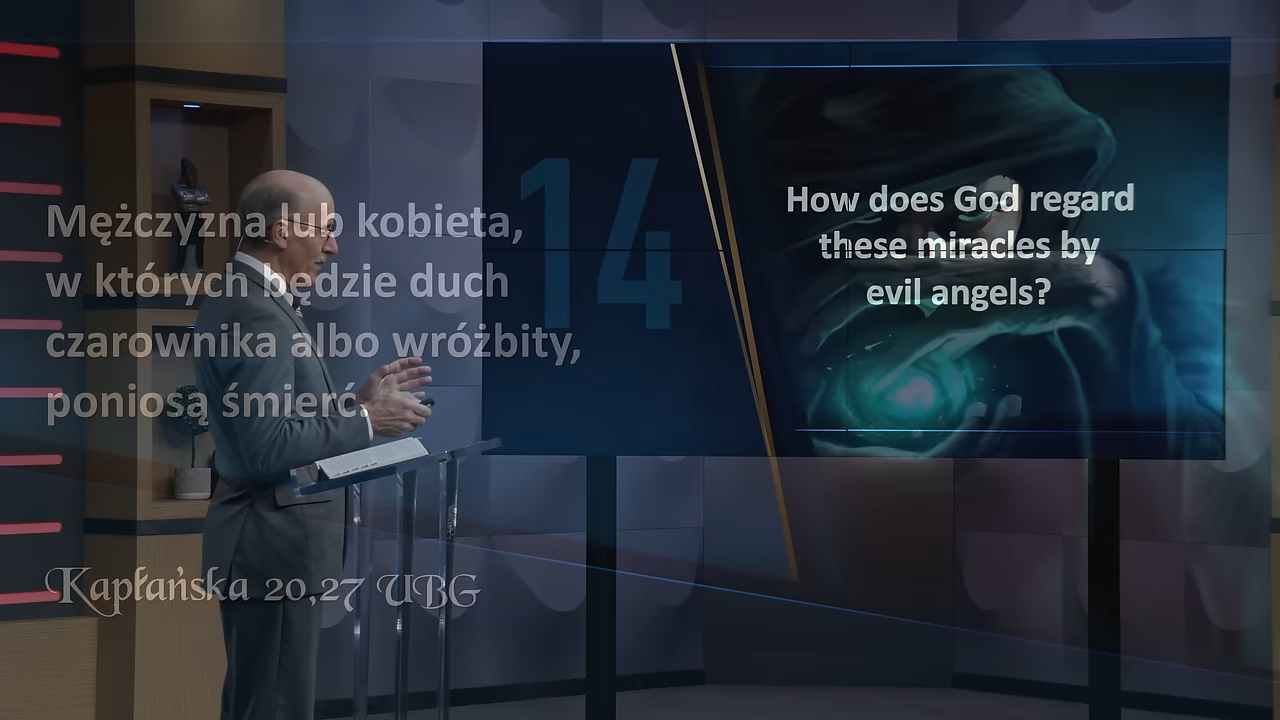 Mężczyzna lub kobieta,
w których będzie duch
czarownika albo wróżbity,
poniosą śmierć.
Kapłańska 20,27 UBG
14
How does God regard
these miracles by
evil angels?